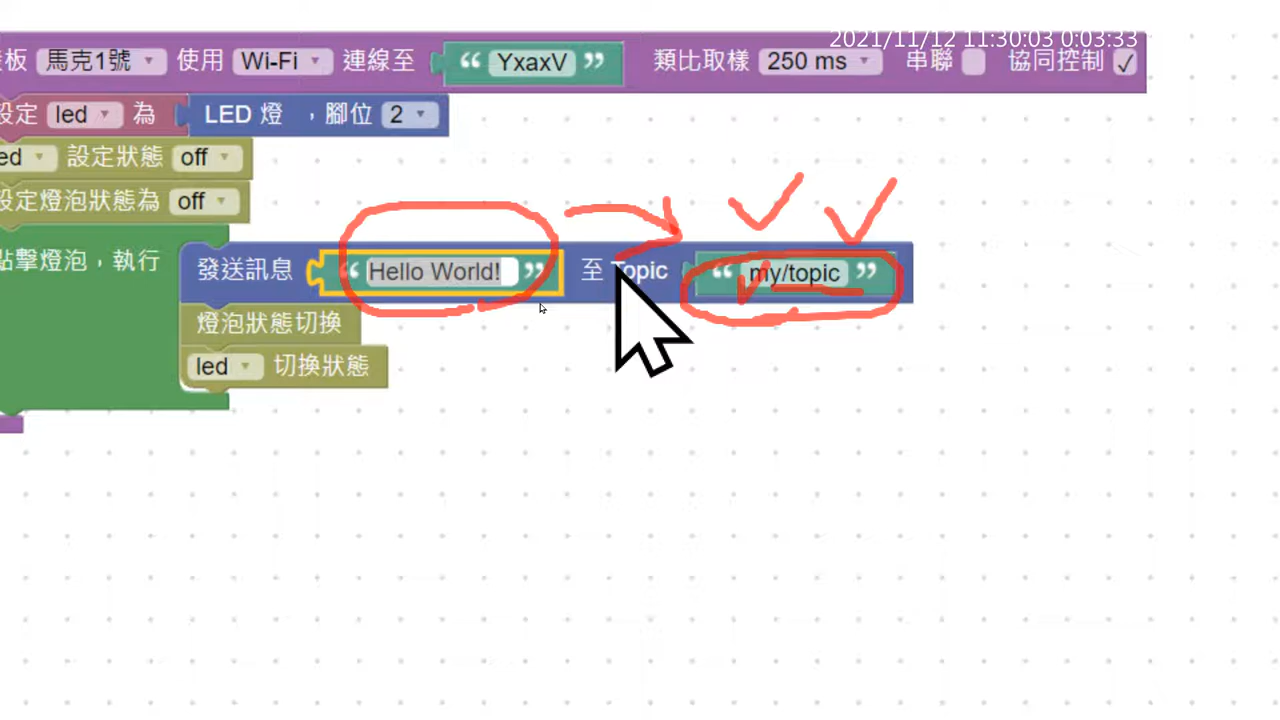 2021/11/12 11:30:03 0:03:33
板 馬克1號 使用 Wi-Fi 連線至 “ YxaxV ” 類比取樣 250 ms 串聯 協同控制 ✓
設定 led 為 LED 燈 ，腳位 2
ed 設定狀態 off
設定燈泡狀態為 off
點擊燈泡，執行 發送訊息 “ Hello World! ” 至 Topic “ my/topic ”
燈泡狀態切換
led 切換狀態